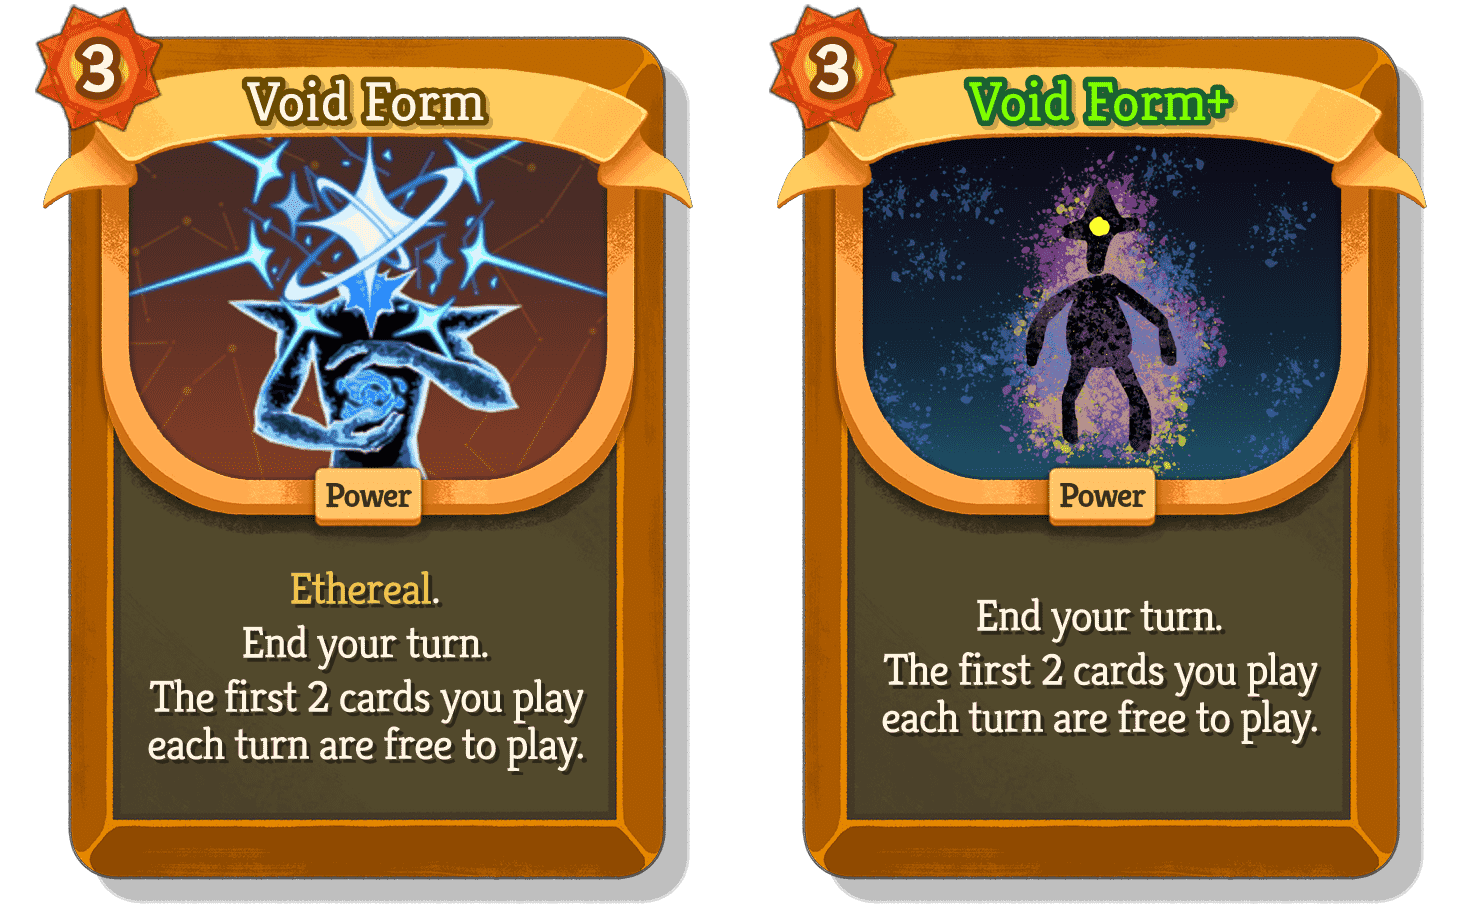 3
Void Form
Power
Ethereal.
End your turn.
The first 2 cards you play
each turn are free to play.
3
Void Form+
Power
End your turn.
The first 2 cards you play
each turn are free to play.